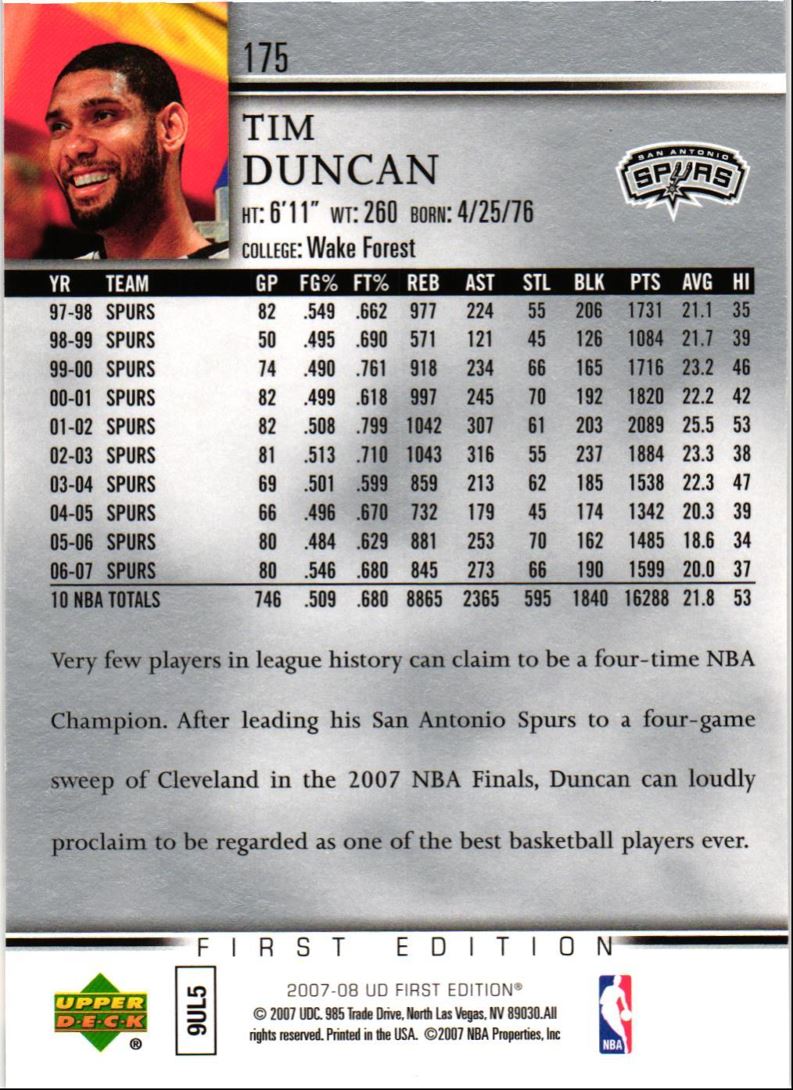 175
TIM
DUNCAN
HT: 6'11" WT: 260 BORN: 4/25/76
COLLEGE: Wake Forest
SAN ANTONIO
SPURS
YR TEAM GP FG% FT% REB AST STL BLK PTS AVG HI
97-98 SPURS 82 .549 .662 977 224 55 206 1731 21.1 35
98-99 SPURS 50 .495 .690 571 121 45 126 1084 21.7 39
99-00 SPURS 74 .490 .761 918 234 66 165 1716 23.2 46
00-01 SPURS 82 .499 .618 997 245 70 192 1820 22.2 42
01-02 SPURS 82 .508 .799 1042 307 61 203 2089 25.5 53
02-03 SPURS 81 .513 .710 1043 316 55 237 1884 23.3 38
03-04 SPURS 69 .501 .599 859 213 62 185 1538 22.3 47
04-05 SPURS 66 .496 .670 732 179 45 174 1342 20.3 39
05-06 SPURS 80 .484 .629 881 253 70 162 1485 18.6 34
06-07 SPURS 80 .546 .680 845 273 66 190 1599 20.0 37
10 NBA TOTALS 746 .509 .680 8865 2365 595 1840 16288 21.8 53
Very few players in league history can claim to be a four-time NBA
Champion. After leading his San Antonio Spurs to a four-game
sweep of Cleveland in the 2007 NBA Finals, Duncan can loudly
proclaim to be regarded as one of the best basketball players ever.
FIRST EDITION
UPPER
D·E·C·K
®
9UL5
2007-08 UD FIRST EDITION®
© 2007 UDC. 985 Trade Drive, North Las Vegas, NV 89030.All
rights reserved. Printed in the USA. ©2007 NBA Properties, Inc
NBA